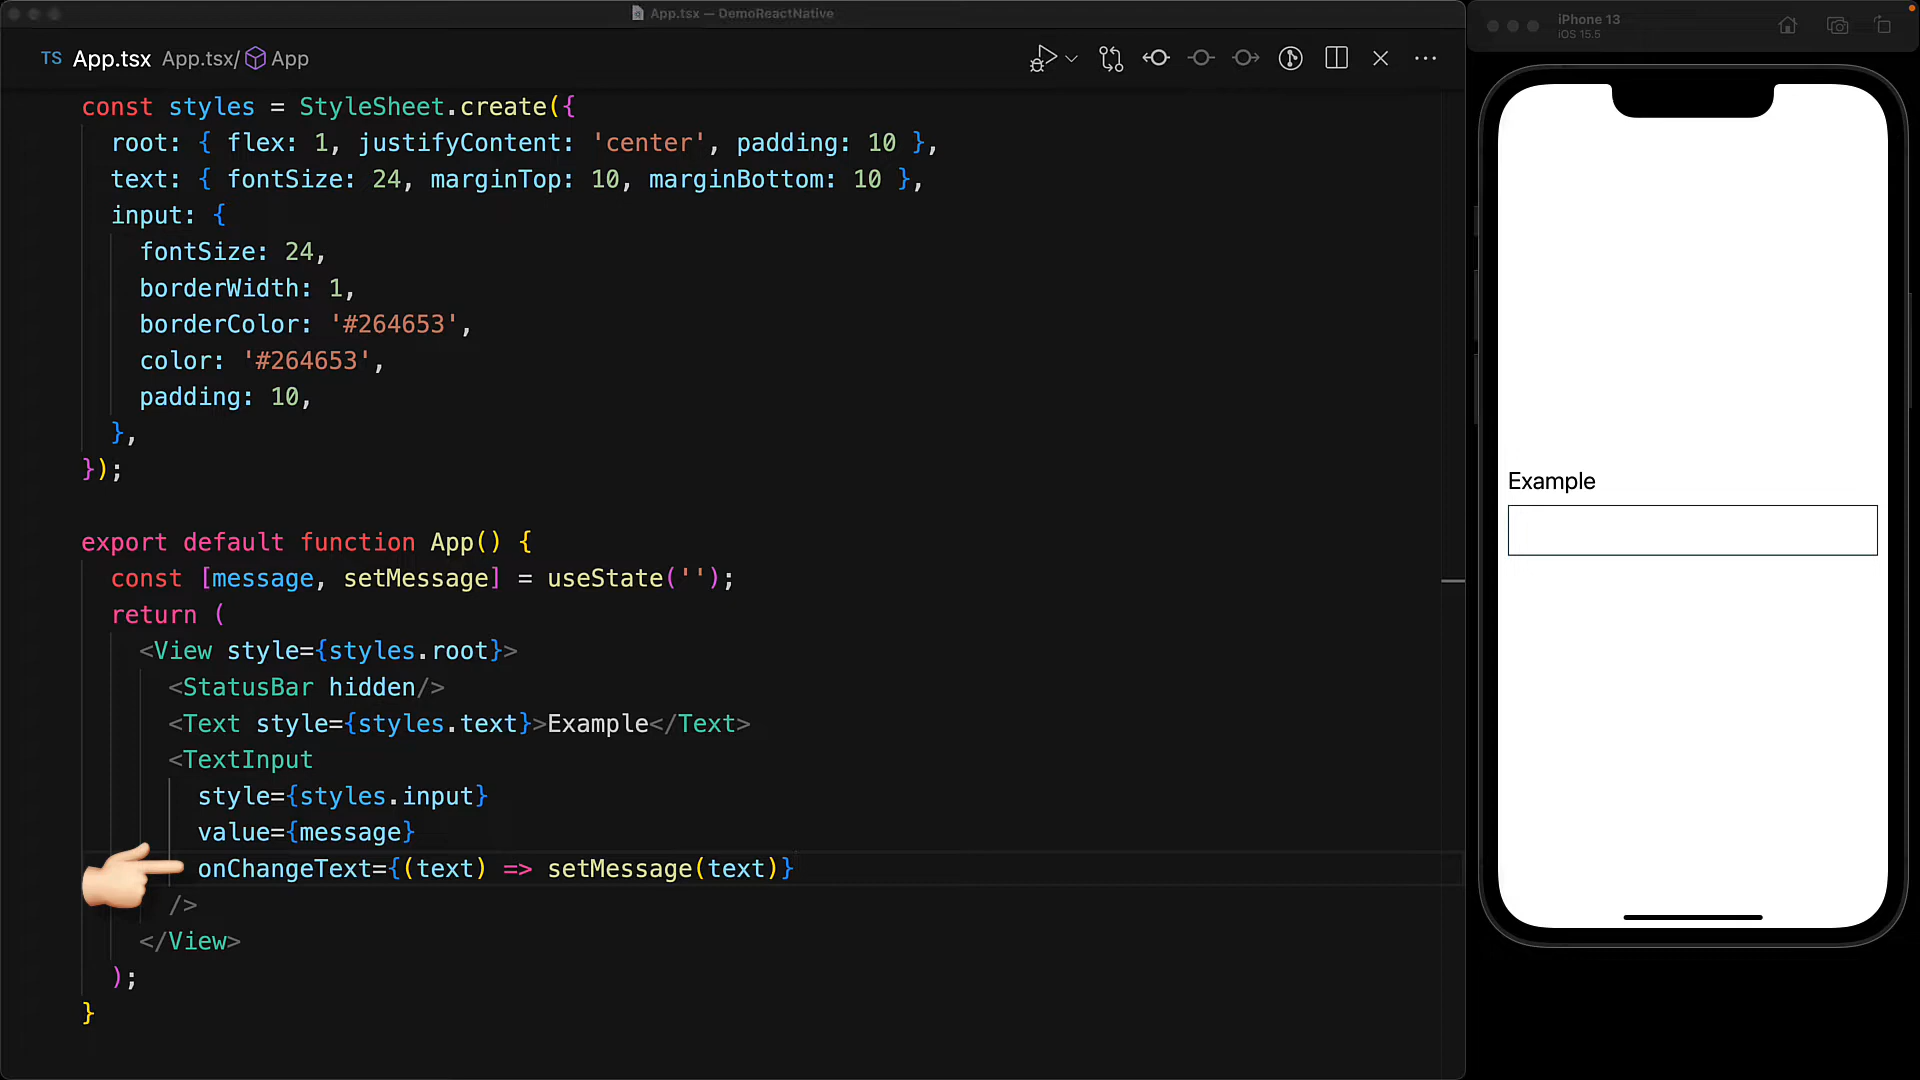 App.tsx — DemoReactNative
TS App.tsx App.tsx/ App
const styles = StyleSheet.create({
root: { flex: 1, justifyContent: 'center', padding: 10 },
text: { fontSize: 24, marginTop: 10, marginBottom: 10 },
input: {
fontSize: 24,
borderWidth: 1,
borderColor: '#264653',
color: '#264653',
padding: 10,
},
});
export default function App() {
const [message, setMessage] = useState('');
return (
<View style={styles.root}>
<StatusBar hidden/>
<Text style={styles.text}>Example</Text>
<TextInput
style={styles.input}
value={message}
onChangeText={(text) => setMessage(text)}
/>
</View>
);
}
iPhone 13
iOS 15.5
Example